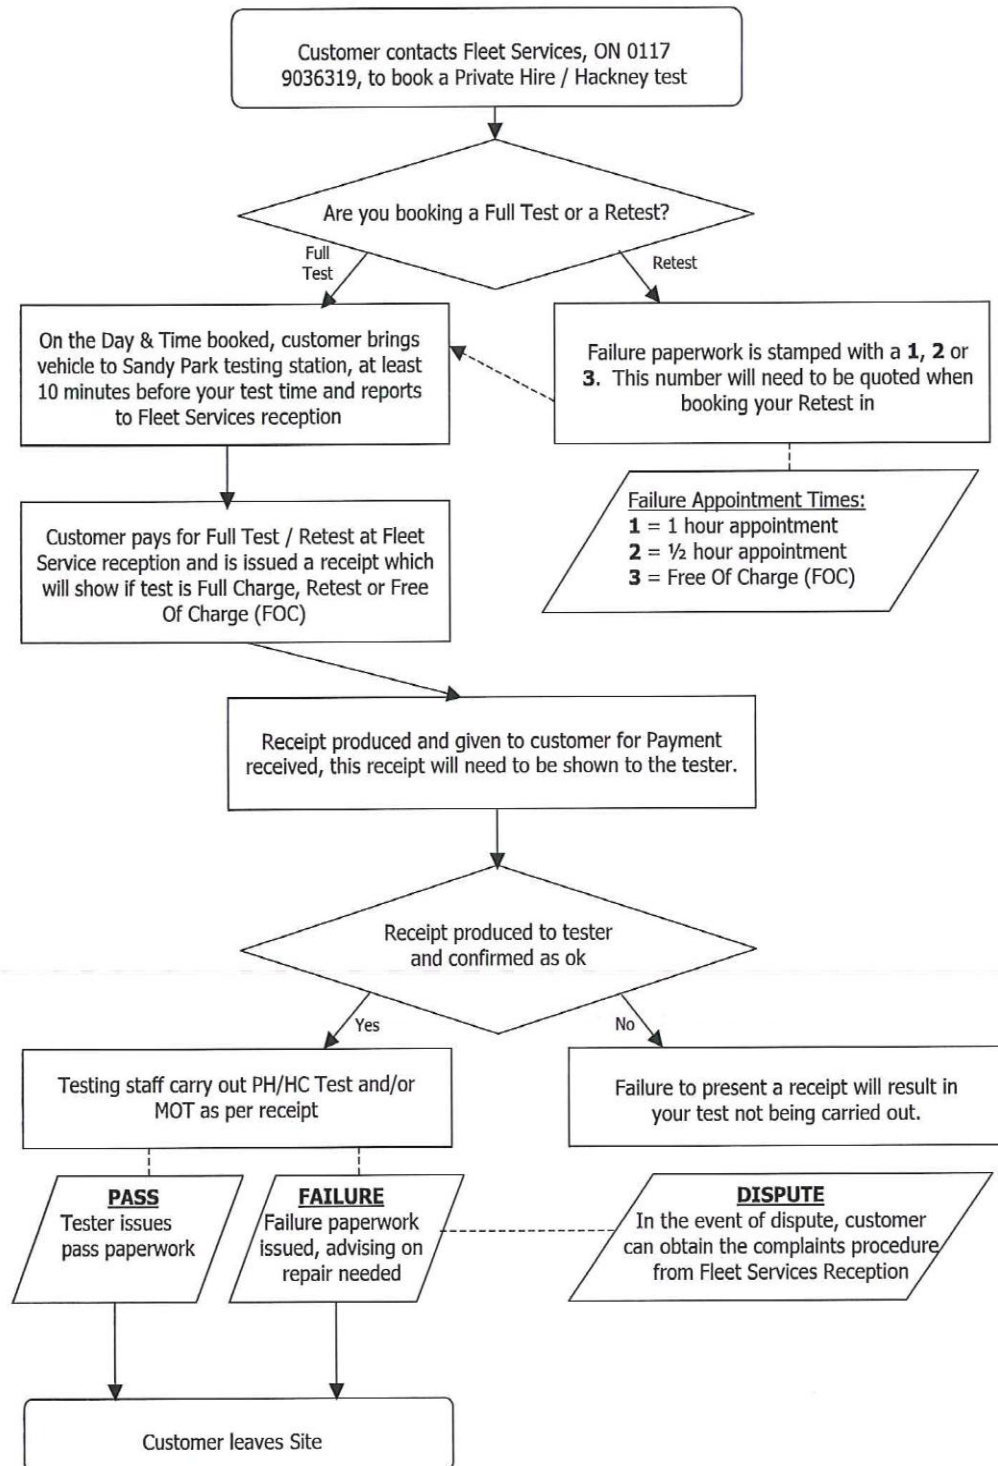 Customer contacts Fleet Services, ON 0117
9036319, to book a Private Hire / Hackney test
Are you booking a Full Test or a Retest?
Full
Test
Retest
On the Day & Time booked, customer brings
vehicle to Sandy Park testing station, at least
10 minutes before your test time and reports
to Fleet Services reception
Failure paperwork is stamped with a 1, 2 or
3. This number will need to be quoted when
booking your Retest in
Failure Appointment Times:
1 = 1 hour appointment
2 = ½ hour appointment
3 = Free Of Charge (FOC)
Customer pays for Full Test / Retest at Fleet
Service reception and is issued a receipt which
will show if test is Full Charge, Retest or Free
Of Charge (FOC)
Receipt produced and given to customer for Payment
received, this receipt will need to be shown to the tester.
Receipt produced to tester
and confirmed as ok
Yes
No
Testing staff carry out PH/HC Test and/or
MOT as per receipt
Failure to present a receipt will result in
your test not being carried out.
PASS
Tester issues
pass paperwork
FAILURE
Failure paperwork
issued, advising on
repair needed
DISPUTE
In the event of dispute, customer
can obtain the complaints procedure
from Fleet Services Reception
Customer leaves Site